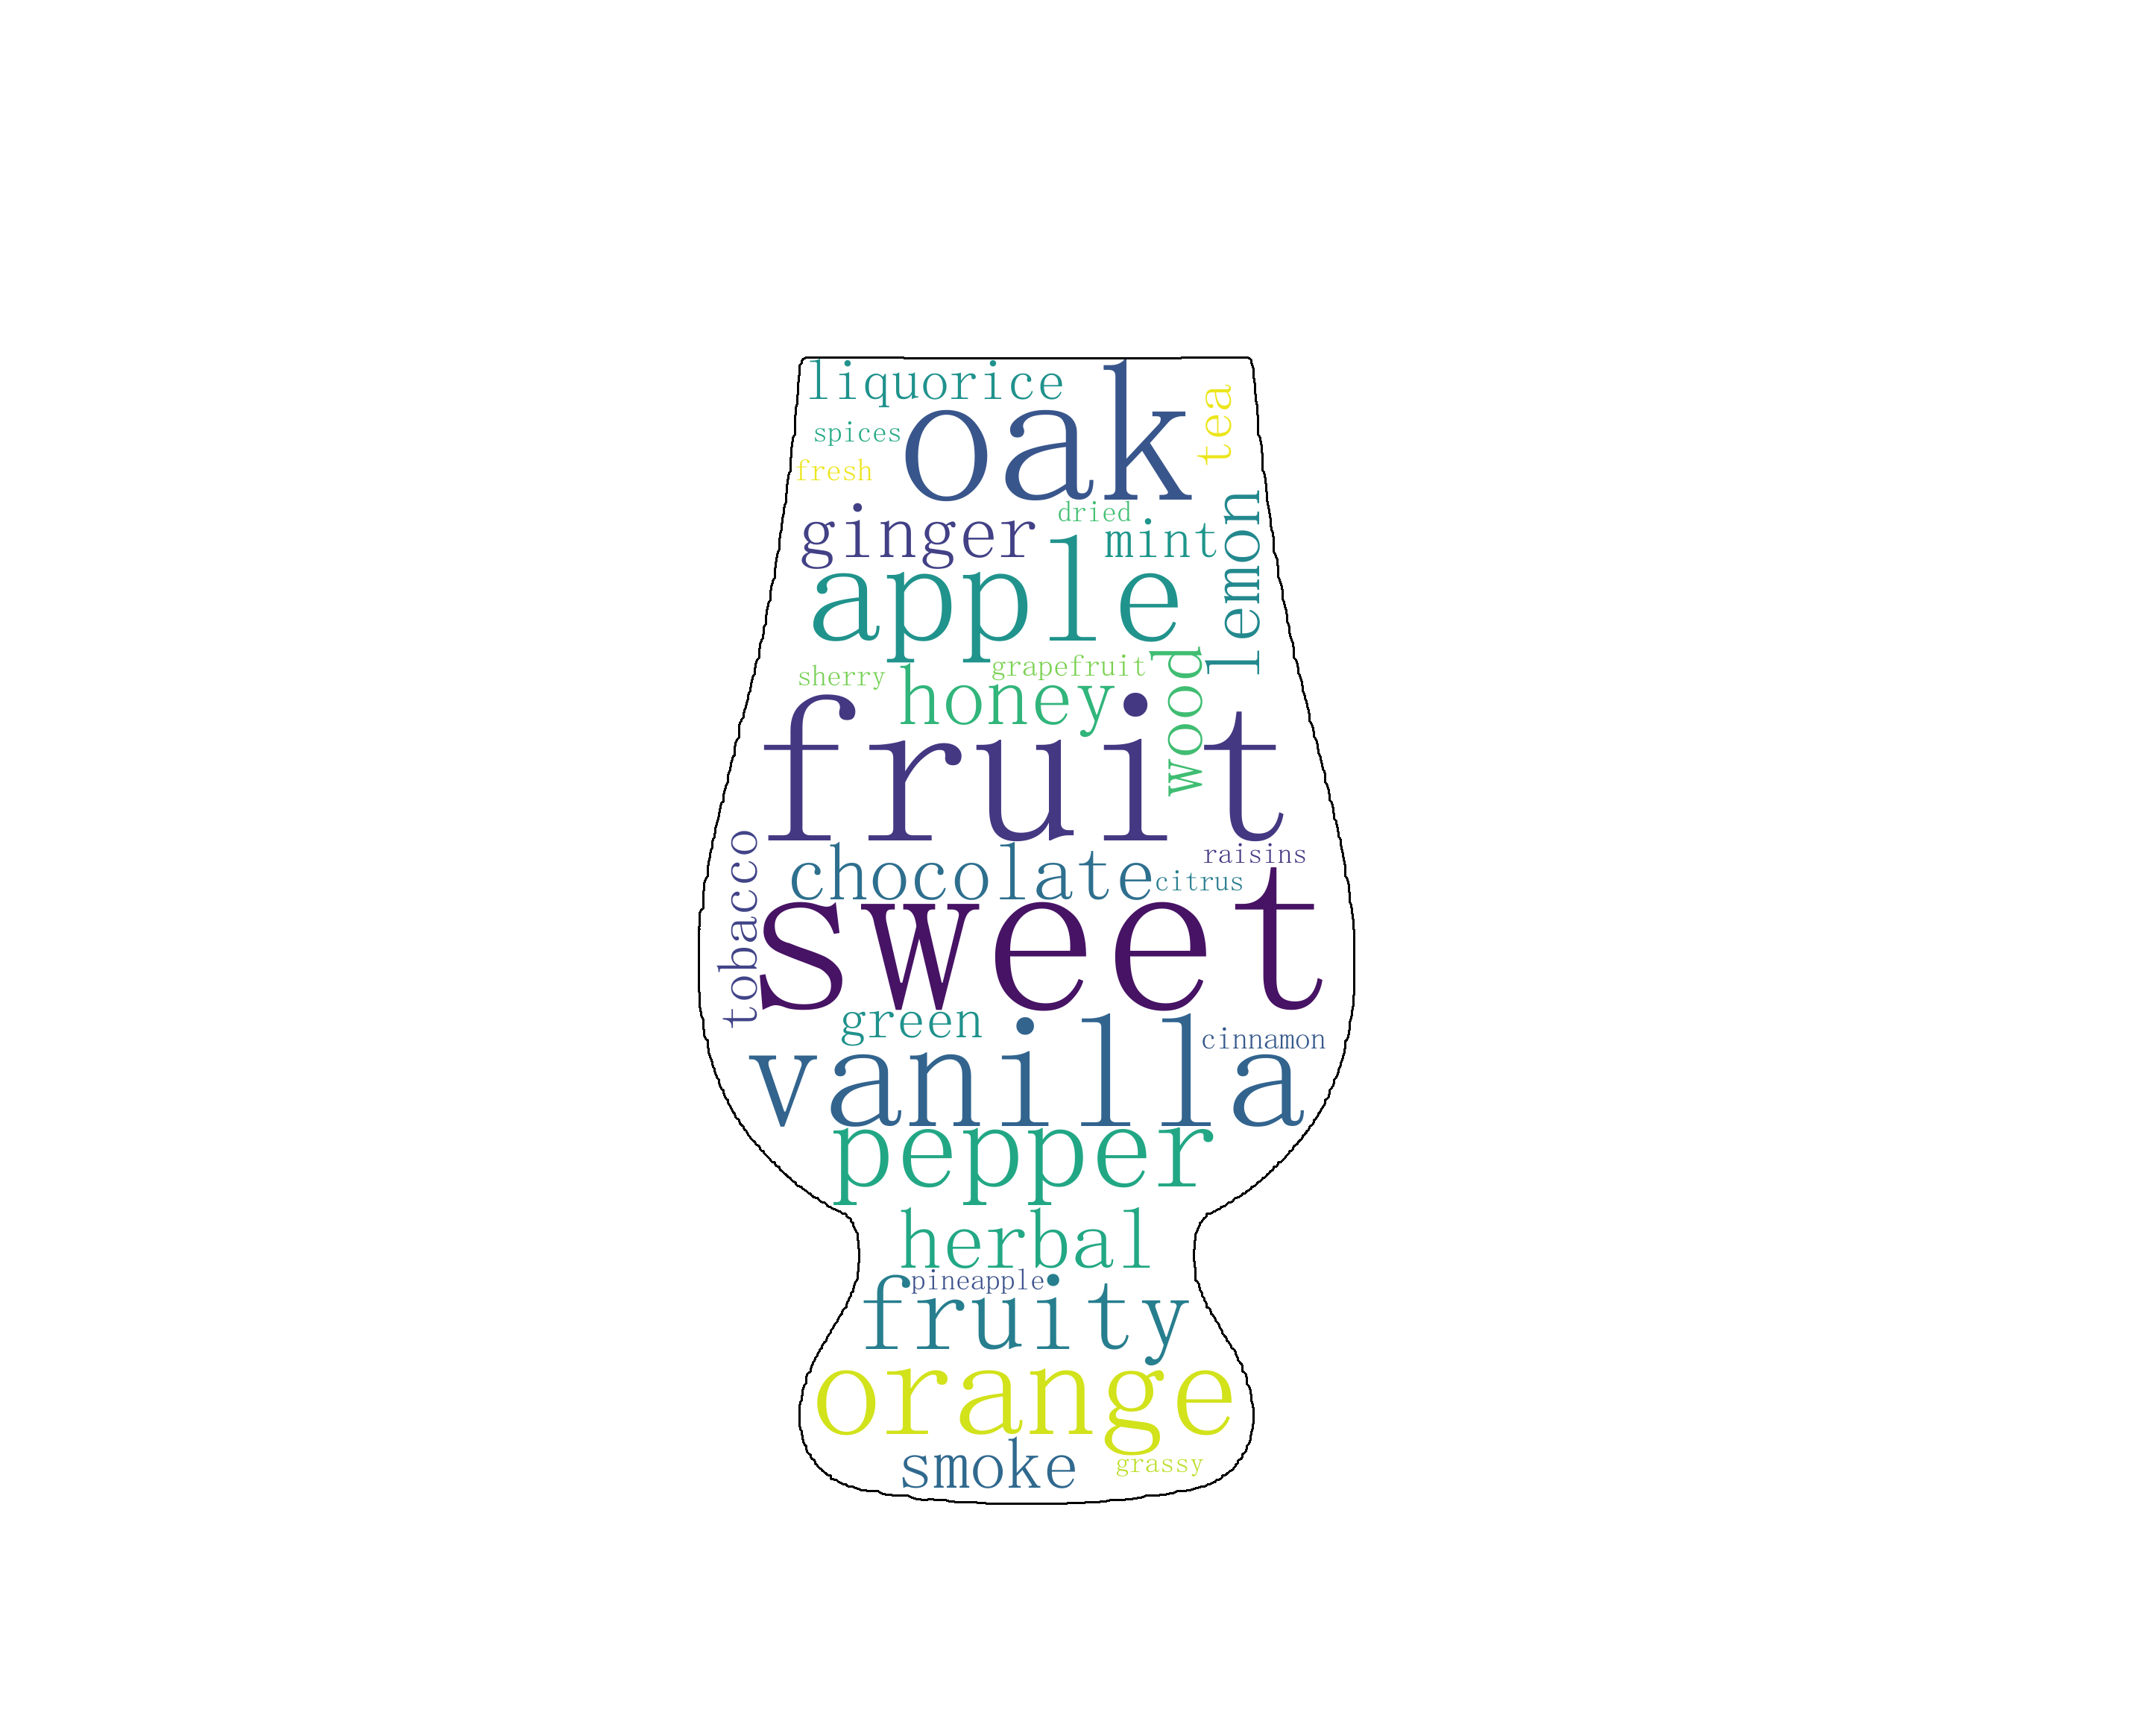 liquorice
oak
tea
spices
fresh
dried
ginger
mint
lemon
apple
grapefruit
sherry
honey
wood
fruit
raisins
chocolate
citrus
tobacco
sweet
green
cinnamon
vanilla
pepper
herbal
pineapple
fruity
orange
smoke
grassy